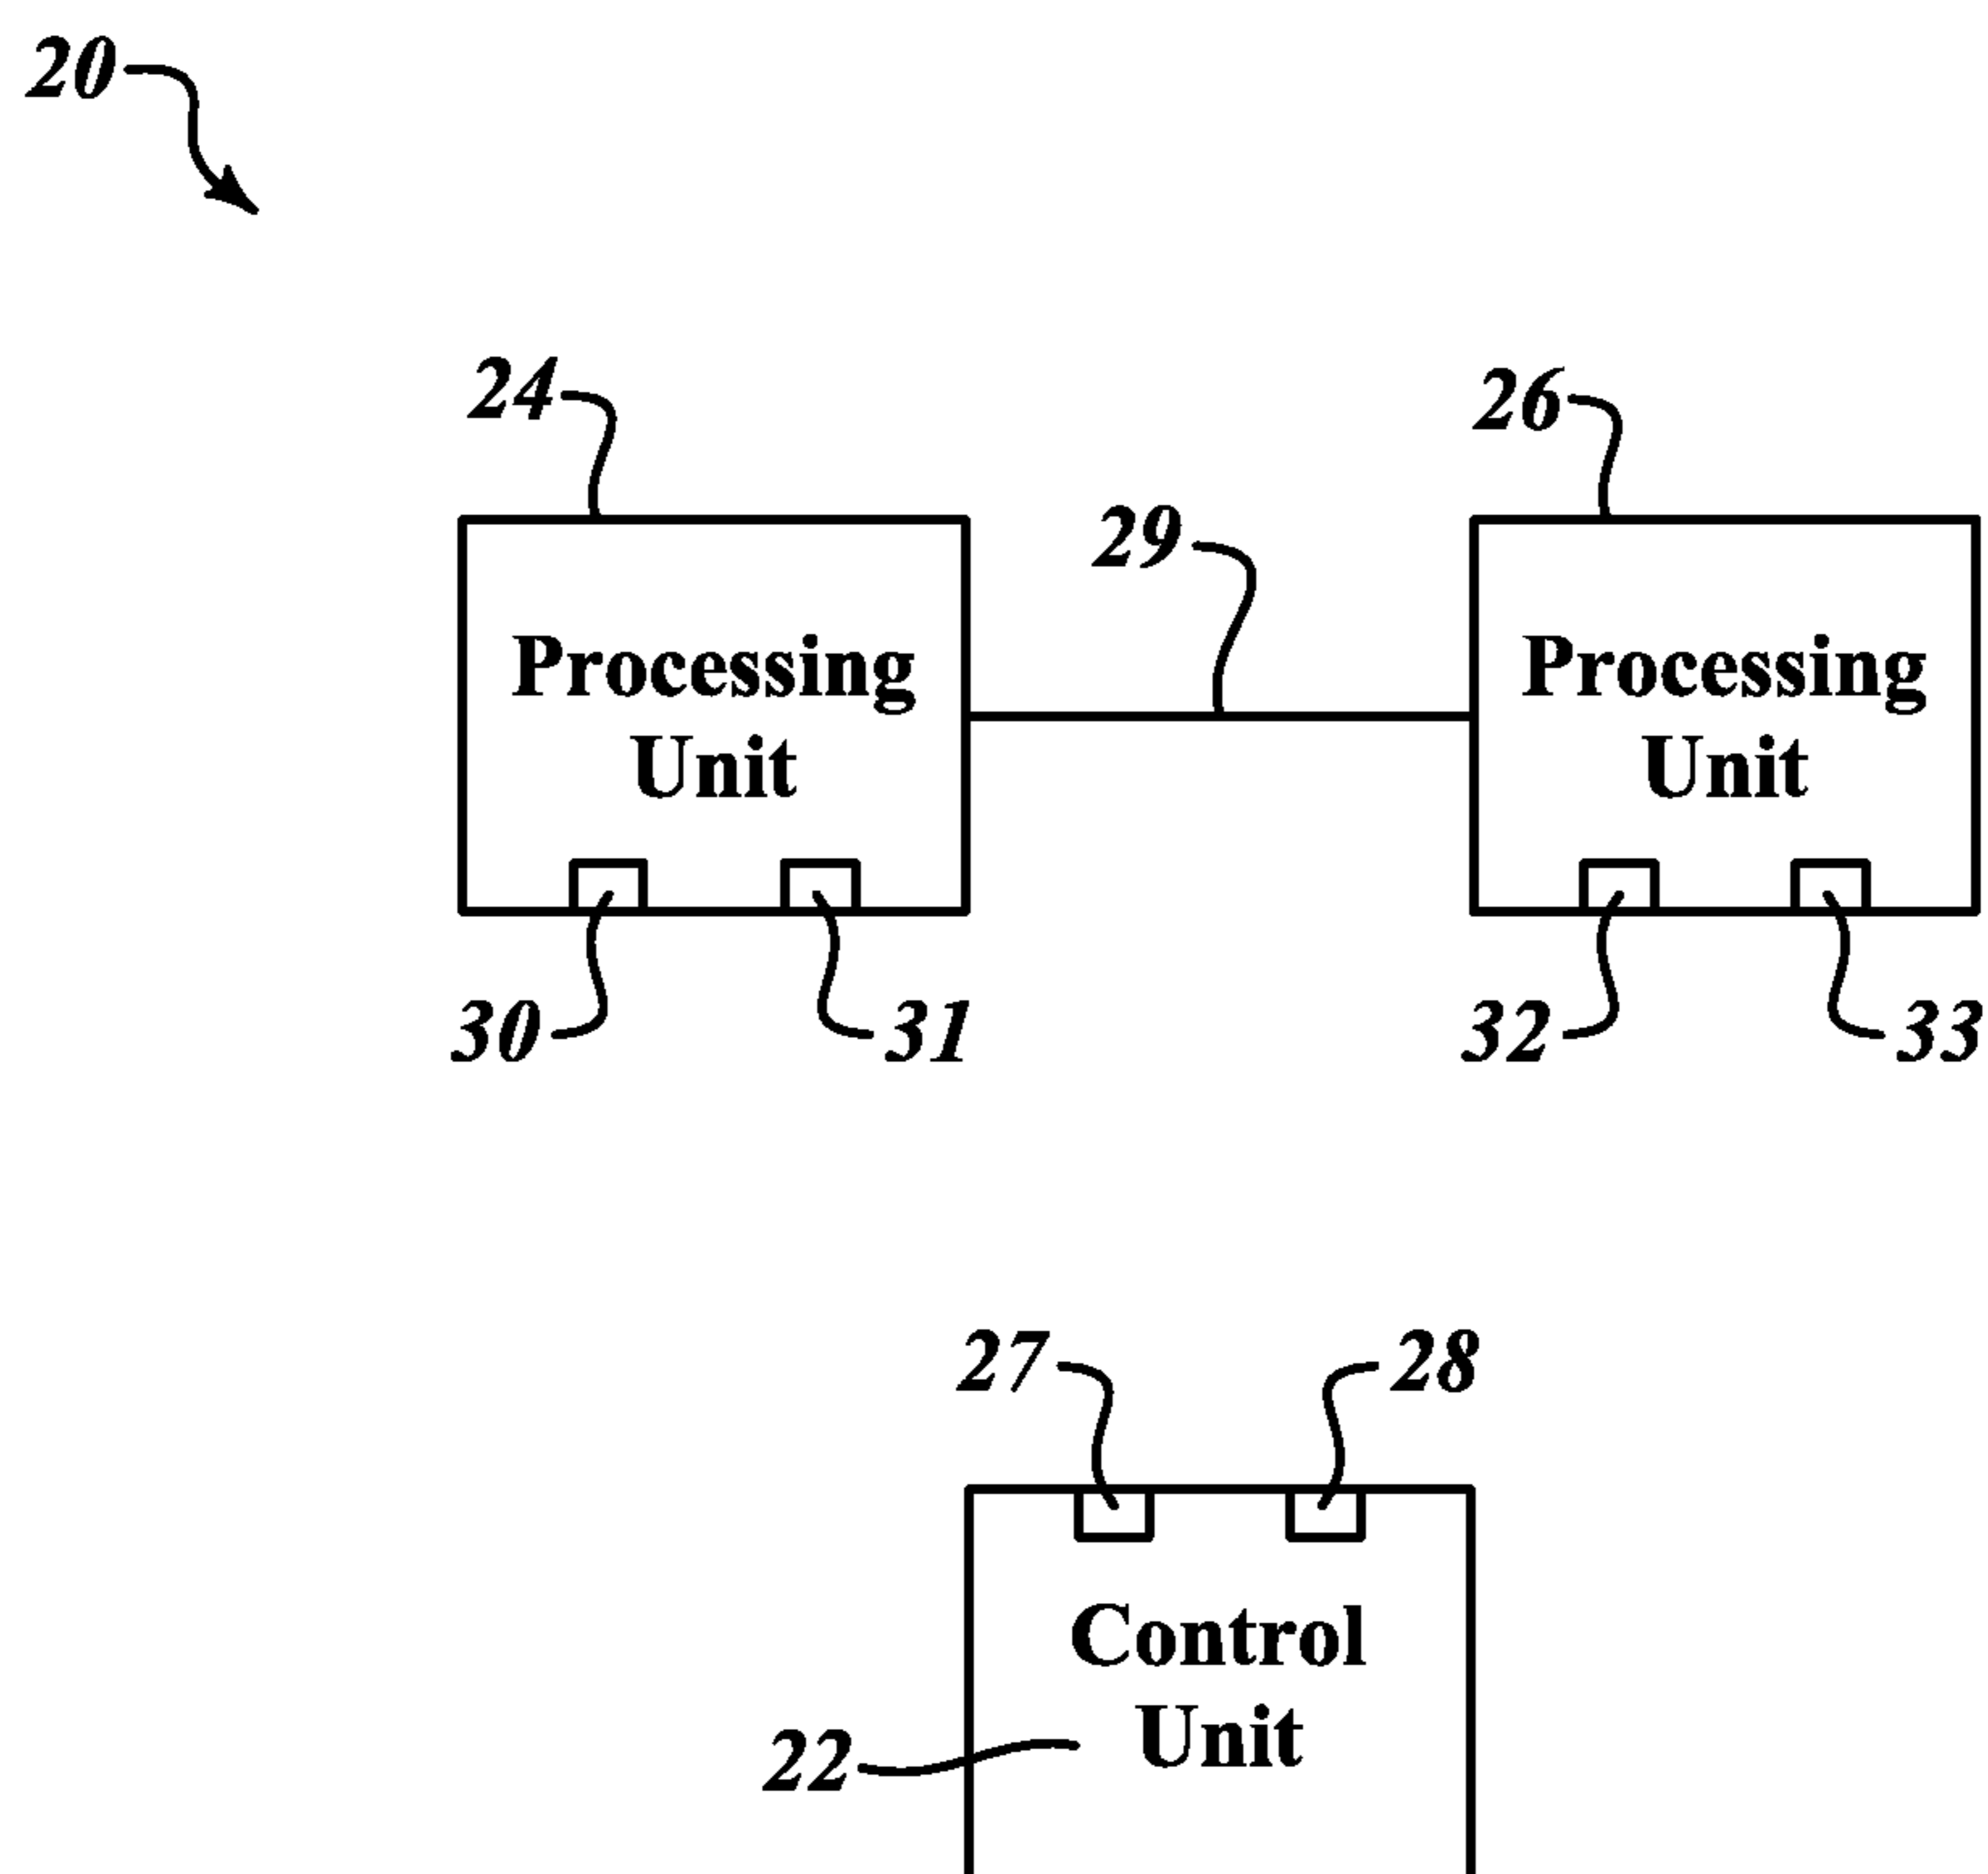 20
24
26
29
Processing
Unit
Processing
Unit
30
31
32
33
27
28
Control
Unit
22